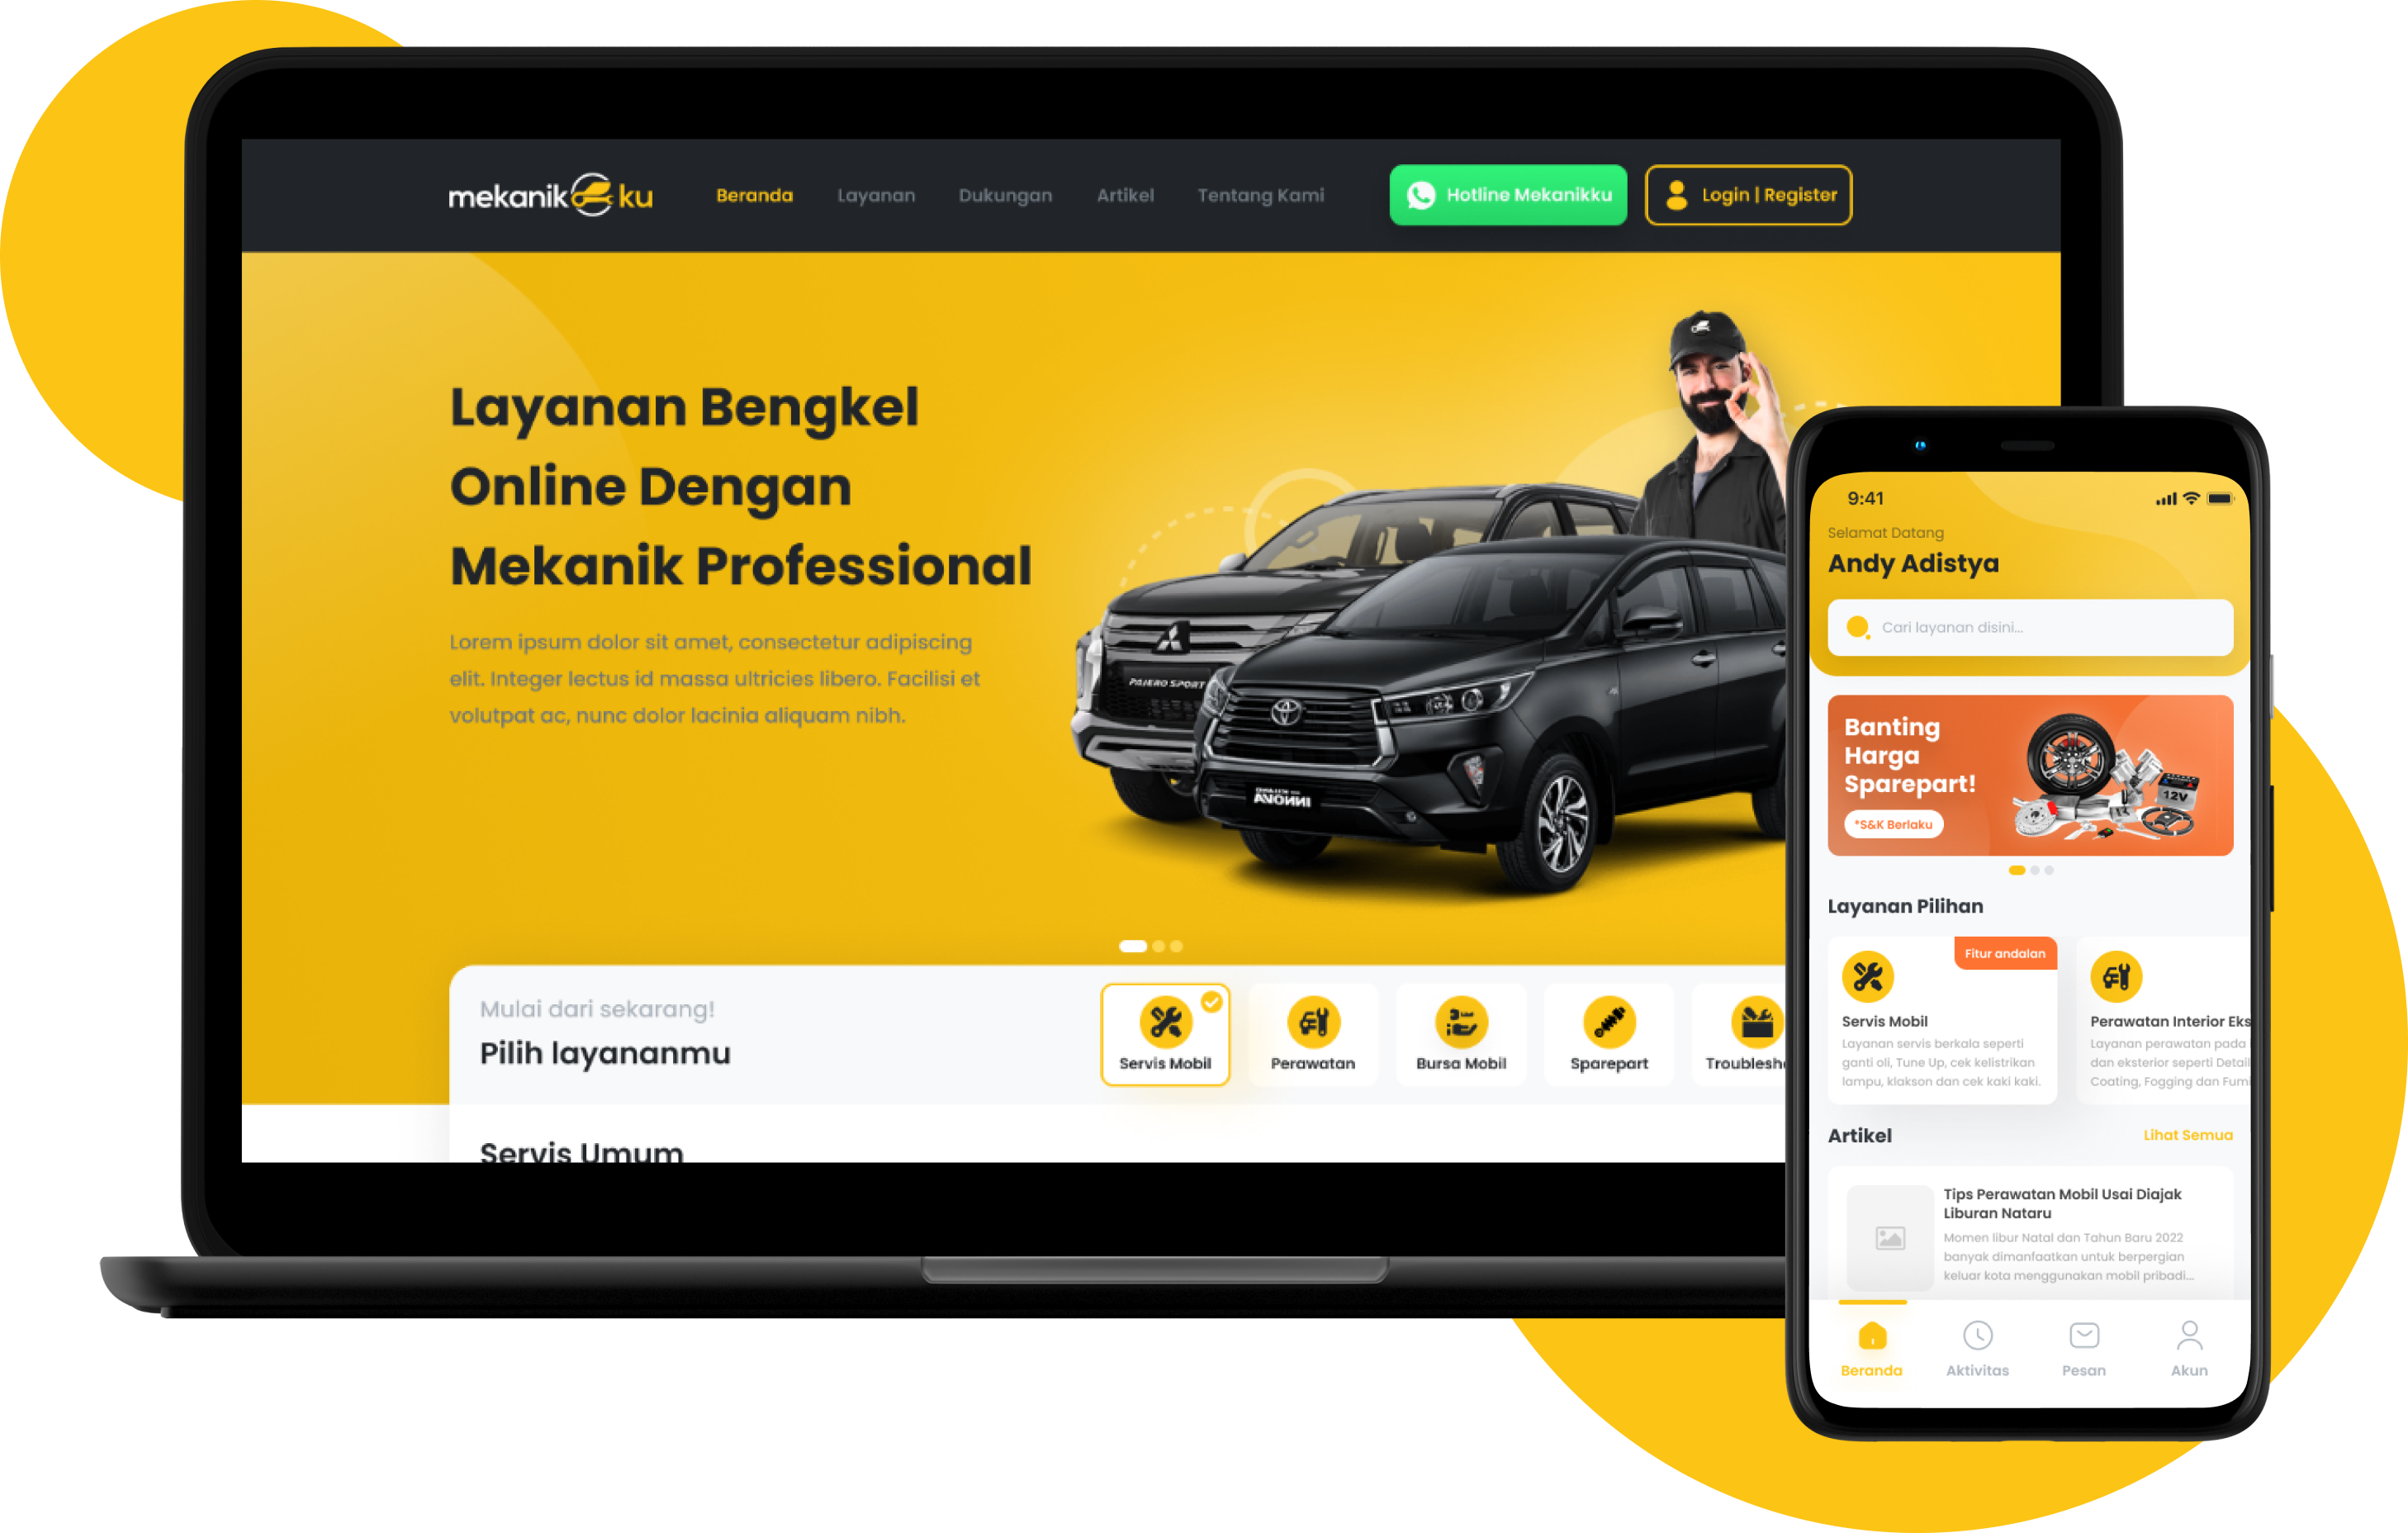 mekanik ku
Beranda
Layanan
Dukungan
Artikel
Tentang Kami
Hotline Mekanikku
Login | Register
Layanan Bengkel
Online Dengan
Mekanik Professional
Lorem ipsum dolor sit amet, consectetur adipiscing
elit. Integer lectus id massa ultricies libero. Facilisi et
volutpat ac, nunc dolor lacinia aliquam nibh.
PAJERO SPORT
INNOVA
Mulai dari sekarang!
Pilih layananmu
Servis Mobil
Perawatan
Bursa Mobil
Sparepart
Troublesh
Servis Umum
9:41
Selamat Datang
Andy Adistya
Cari layanan disini...
Banting
Harga
Sparepart!
*S&K Berlaku
12V
Layanan Pilihan
Fitur andalan
Servis Mobil
Layanan servis berkala seperti
ganti oli, Tune Up, cek kelistrikan
lampu, klakson dan cek kaki kaki.
Perawatan Interior Eks
Layanan perawatan pada
dan eksterior seperti Detail
Coating, Fogging dan Fum
Artikel
Lihat Semua
Tips Perawatan Mobil Usai Diajak
Liburan Nataru
Momen libur Natal dan Tahun Baru 2022
banyak dimanfaatkan untuk berpergian
keluar kota menggunakan mobil pribadi...
Beranda
Aktivitas
Pesan
Akun